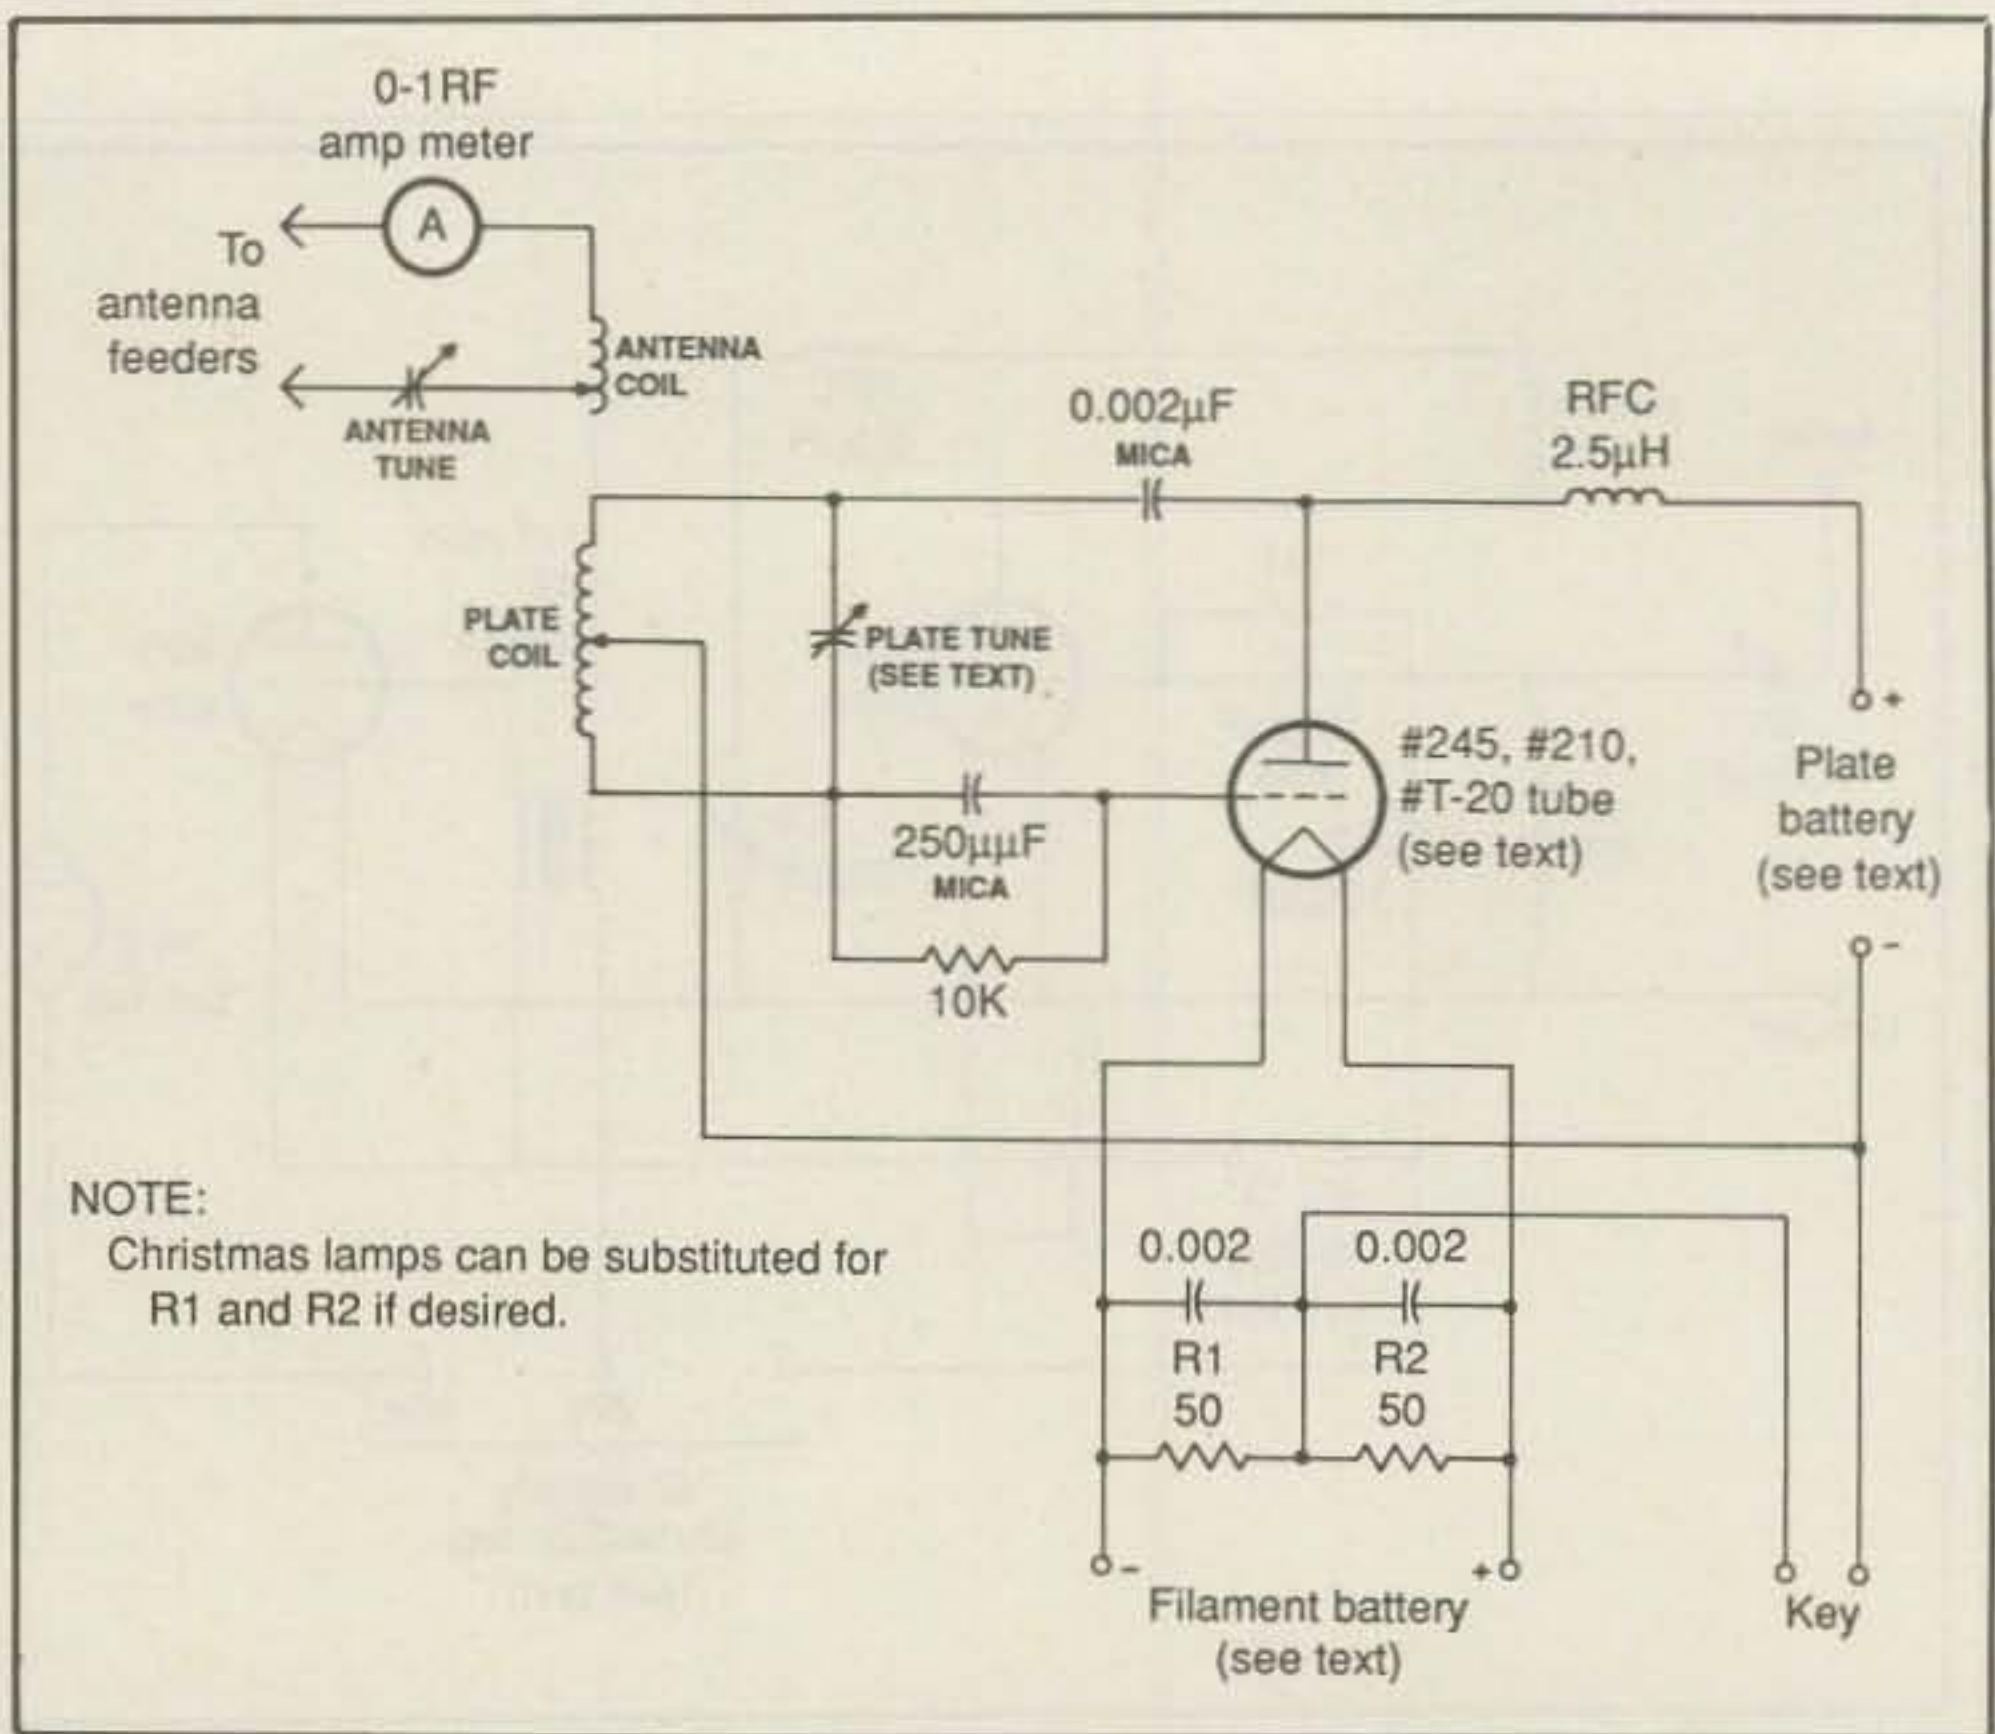 0-1RF
amp meter
A
To
antenna
feeders
ANTENNA
COIL
ANTENNA
TUNE
0.002µF
MICA
RFC
2.5µH
PLATE
COIL
PLATE TUNE
(SEE TEXT)
+
#245, #210,
#T-20 tube
(see text)
Plate
battery
(see text)
-
250µµF
MICA
10K
NOTE:
Christmas lamps can be substituted for
R1 and R2 if desired.
0.002
0.002
R1
50
R2
50
-
+
Filament battery
(see text)
Key